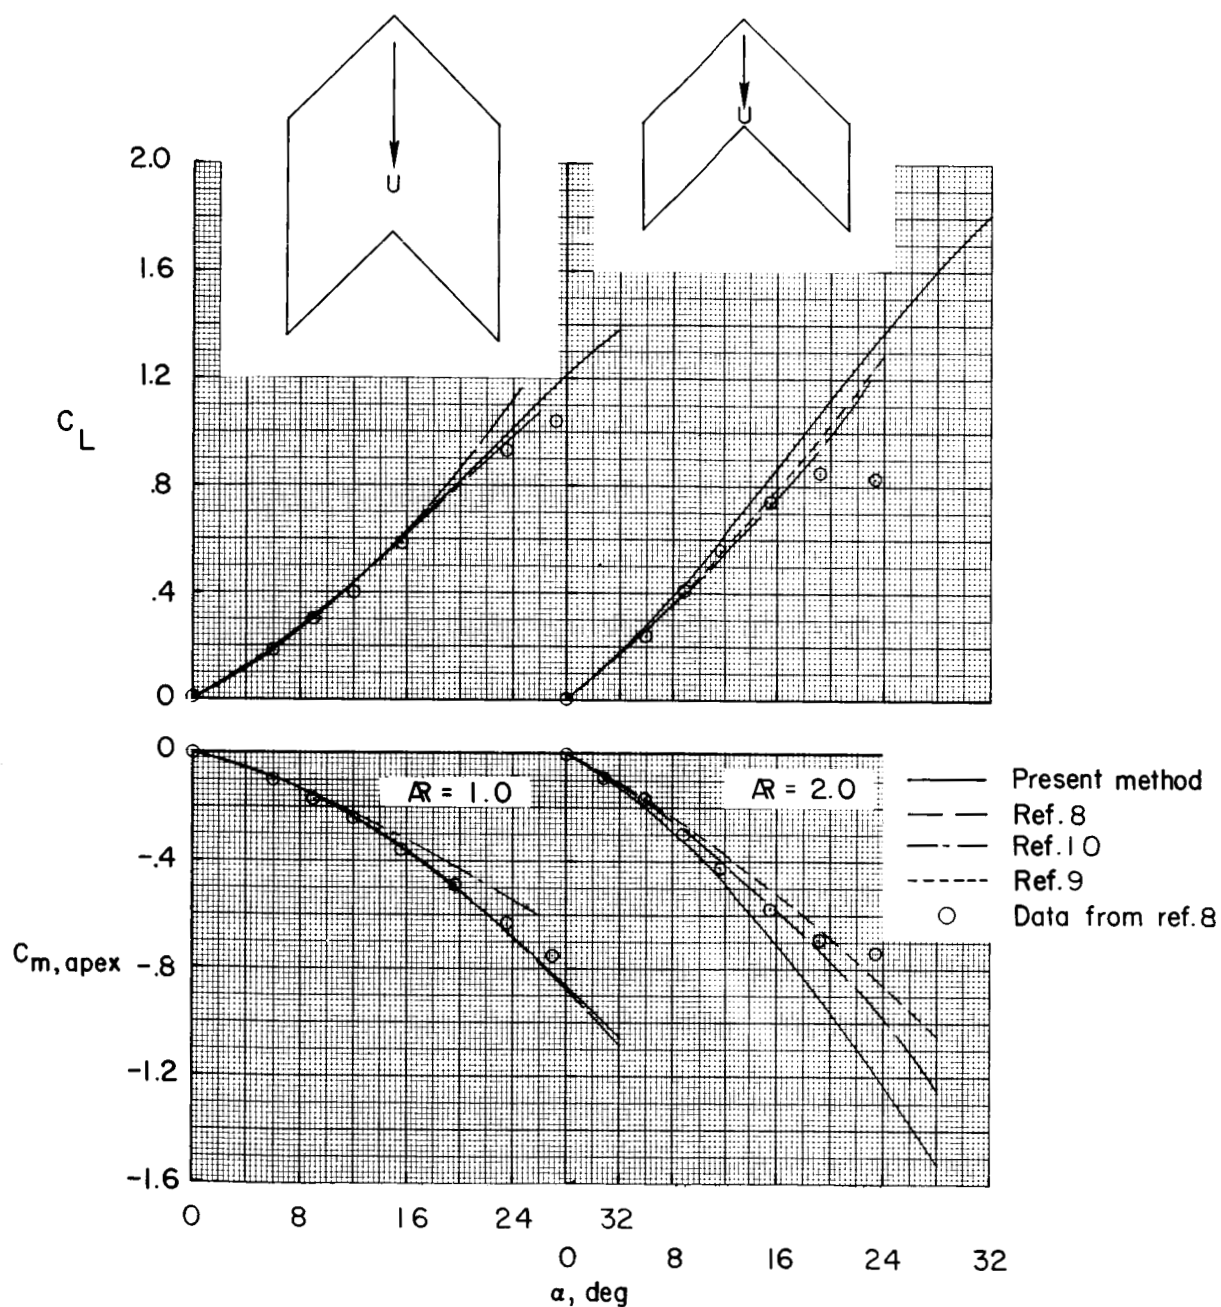 U
U
2.0
1.6
1.2
C_L
.8
.4
0
0
AR = 1.0
AR = 2.0
Present method
Ref. 8
Ref. 10
Ref. 9
Data from ref. 8
-.4
C_m, apex
-.8
-1.2
-1.6
0 8 16 24 32
0 8 16 24 32
α, deg